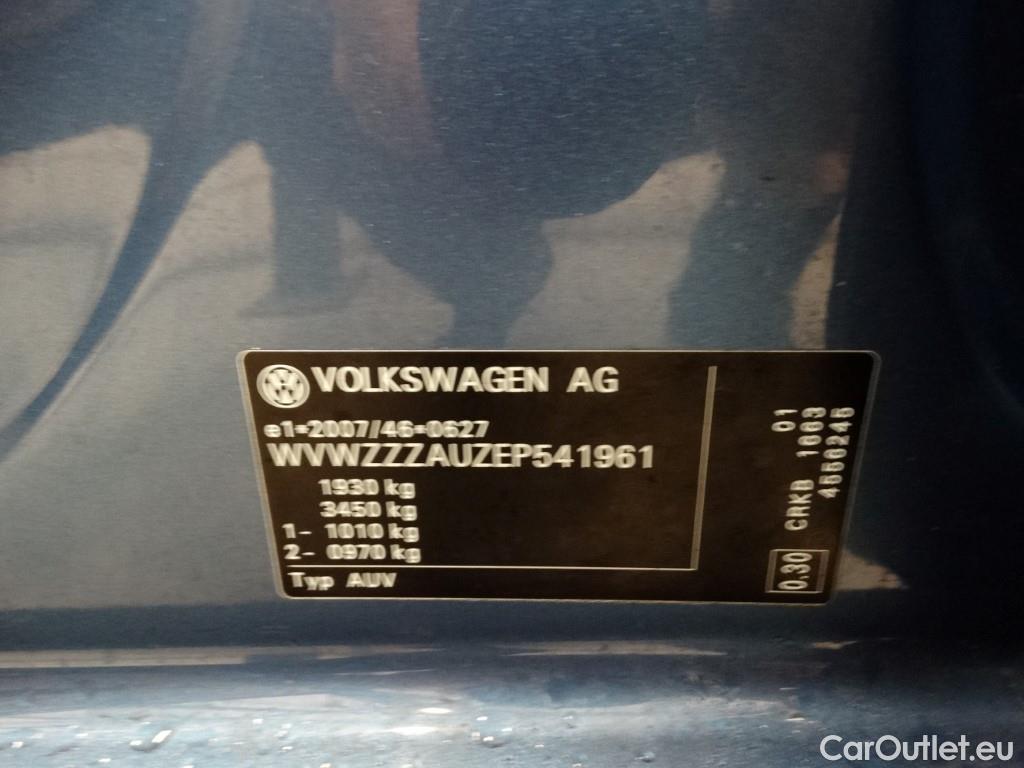 VOLKSWAGEN AG
e1*2007/46*0627
WVWZZZAUZEP541961
1930 kg
3450 kg
1- 1010 kg
2- 0970 kg
Typ AUV
01
CRKB 1663
4556245
0.30
CarOutlet.eu